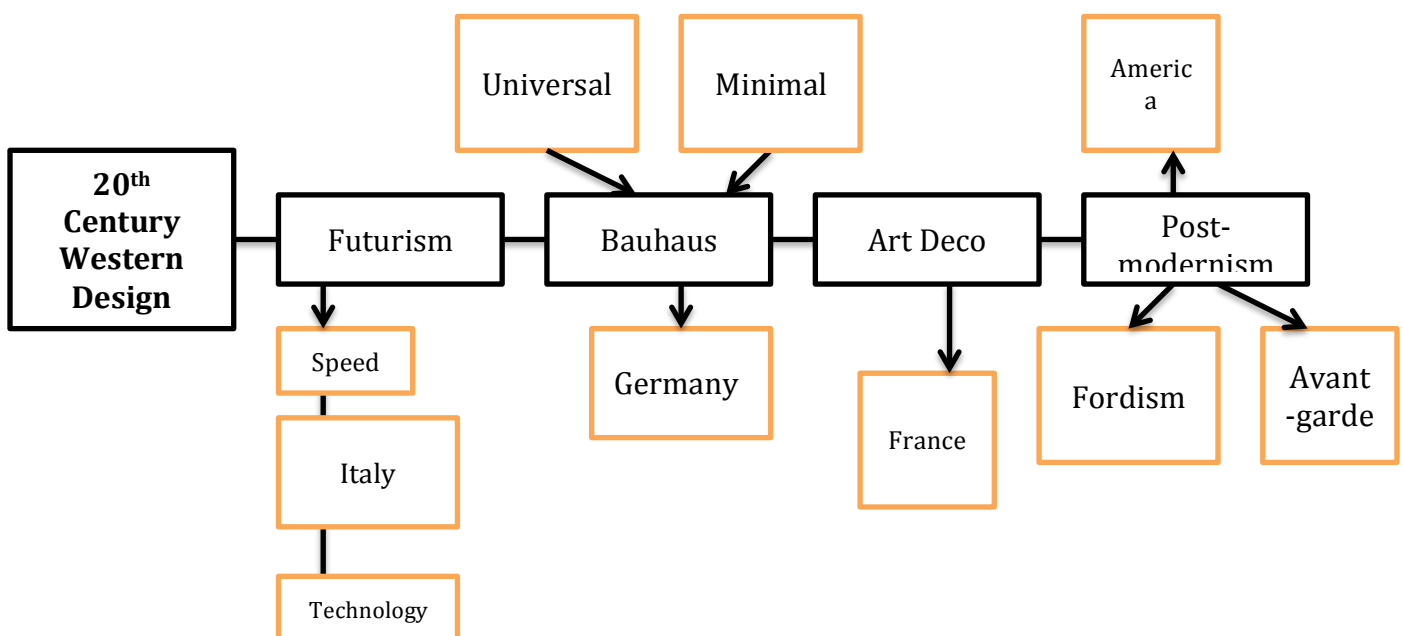 Universal
Minimal
Americ
a
20th
Century
Western
Design
Futurism
Bauhaus
Art Deco
Post-
modernism
Speed
Germany
Fordism
Avant
-garde
France
Italy
Technology